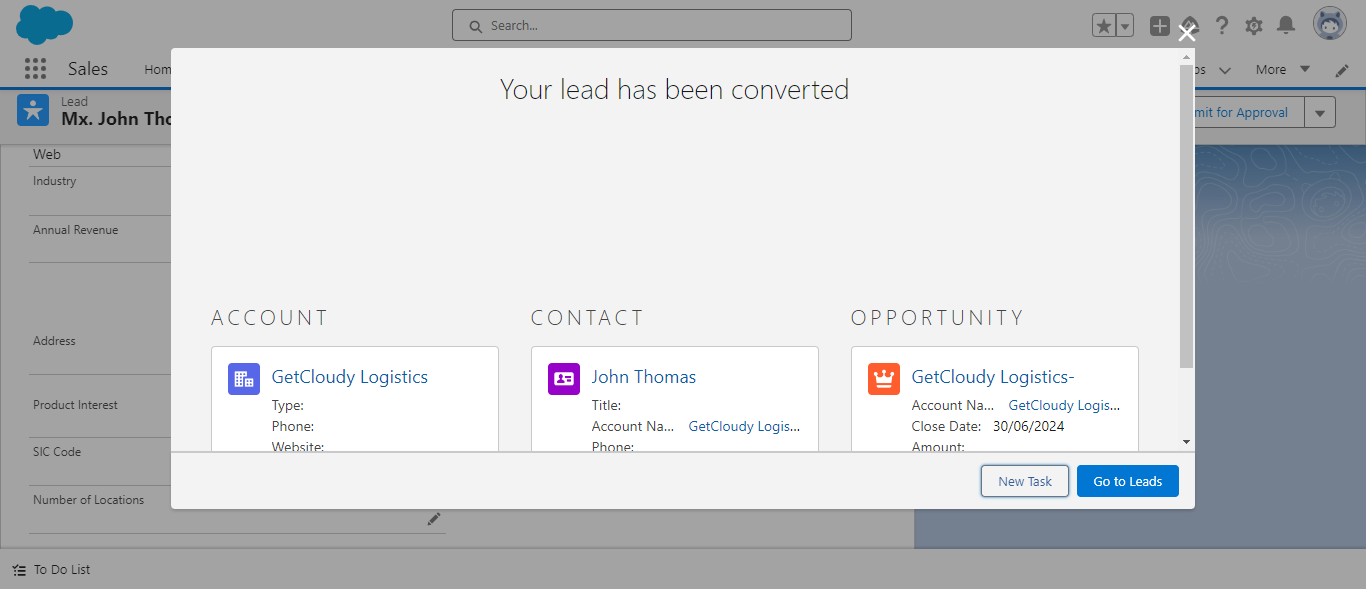 Search...
Sales
Hom
ps
More
Lead
Mx. John Tho
mit for Approval
Web
Industry
Annual Revenue
Address
Product Interest
SIC Code
Number of Locations
Your lead has been converted
ACCOUNT
GetCloudy Logistics
Type:
Phone:
Website:
CONTACT
John Thomas
Title:
Account Na... GetCloudy Logis...
Phone:
OPPORTUNITY
GetCloudy Logistics-
Account Na... GetCloudy Logis...
Close Date: 30/06/2024
Amount:
New Task
Go to Leads
To Do List